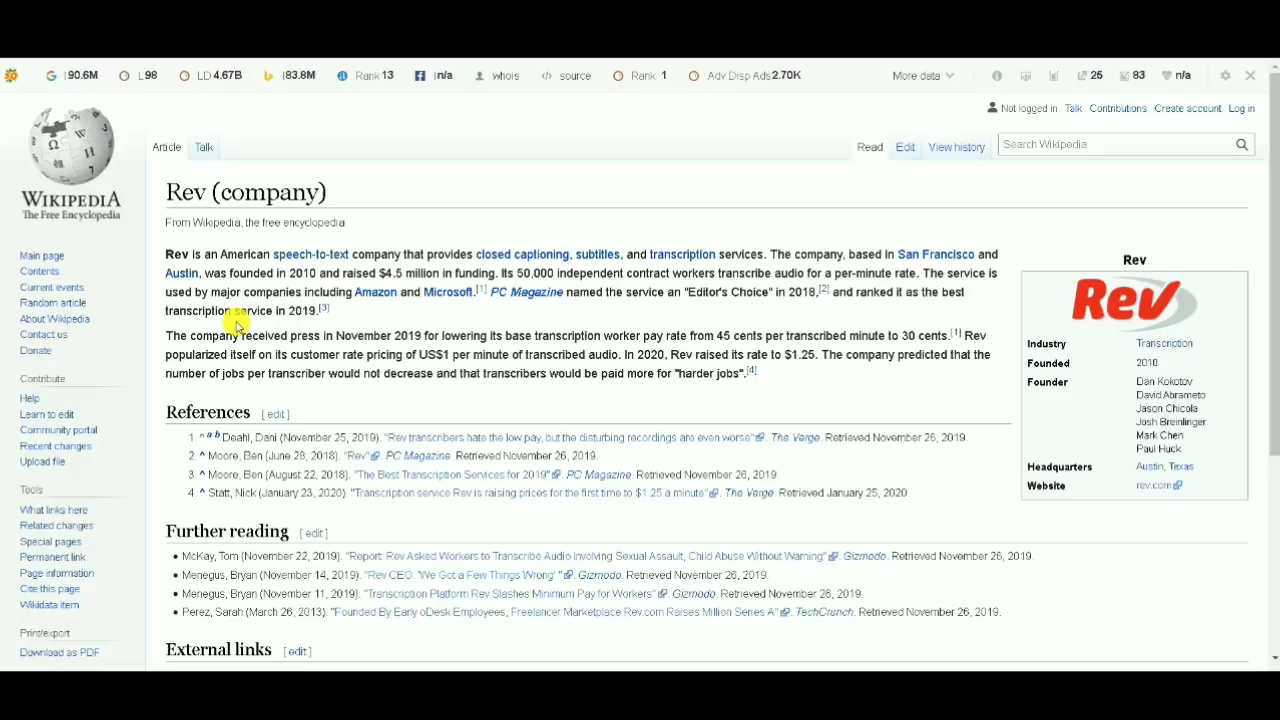 90.6M L 98 LD 4.67B 83.8M Rank 13 n/a whois source Rank 1 Adv Disp Ads 2.70K More data 25 83 n/a
Not logged in Talk Contributions Create account Log in
Article Talk Read Edit View history Search Wikipedia
WIKIPEDIA
The Free Encyclopedia
Main page
Contents
Current events
Random article
About Wikipedia
Contact us
Donate
Contribute
Help
Learn to edit
Community portal
Recent changes
Upload file
Tools
What links here
Related changes
Special pages
Permanent link
Page information
Cite this page
Wikidata item
Print/export
Download as PDF
Rev (company)
From Wikipedia, the free encyclopedia
Rev is an American speech-to-text company that provides closed captioning, subtitles, and transcription services. The company, based in San Francisco and
Austin, was founded in 2010 and raised $4.5 million in funding. Its 50,000 independent contract workers transcribe audio for a per-minute rate. The service is
used by major companies including Amazon and Microsoft.[1] PC Magazine named the service an "Editor's Choice" in 2018,[2] and ranked it as the best
transcription service in 2019.[3]
The company received press in November 2019 for lowering its base transcription worker pay rate from 45 cents per transcribed minute to 30 cents.[1] Rev
popularized itself on its customer rate pricing of US$1 per minute of transcribed audio. In 2020, Rev raised its rate to $1.25. The company predicted that the
number of jobs per transcriber would not decrease and that transcribers would be paid more for "harder jobs".[4]
References [ edit ]
1. ^ a b Deahl, Dani (November 25, 2019). "Rev transcribers hate the low pay, but the disturbing recordings are even worse". The Verge. Retrieved November 26, 2019.
2. ^ Moore, Ben (June 28, 2018). "Rev". PC Magazine. Retrieved November 26, 2019.
3. ^ Moore, Ben (August 22, 2018). "The Best Transcription Services for 2019". PC Magazine. Retrieved November 26, 2019.
4. ^ Statt, Nick (January 23, 2020). "Transcription service Rev is raising prices for the first time to $1.25 a minute". The Verge. Retrieved January 25, 2020
Further reading [ edit ]
• McKay, Tom (November 22, 2019). "Report: Rev Asked Workers to Transcribe Audio Involving Sexual Assault, Child Abuse Without Warning". Gizmodo. Retrieved November 26, 2019.
• Menegus, Bryan (November 14, 2019). "Rev CEO: 'We Got a Few Things Wrong' ". Gizmodo. Retrieved November 26, 2019.
• Menegus, Bryan (November 11, 2019). "Transcription Platform Rev Slashes Minimum Pay for Workers". Gizmodo. Retrieved November 26, 2019.
• Perez, Sarah (March 26, 2013). "Founded By Early oDesk Employees, Freelancer Marketplace Rev.com Raises Million Series A". TechCrunch. Retrieved November 26, 2019.
External links [ edit ]
Rev
Rev
Industry Transcription
Founded 2010
Founder Dan Kokotov
David Abrameto
Jason Chicola
Josh Breinlinger
Mark Chen
Paul Huck
Headquarters Austin, Texas
Website rev.com